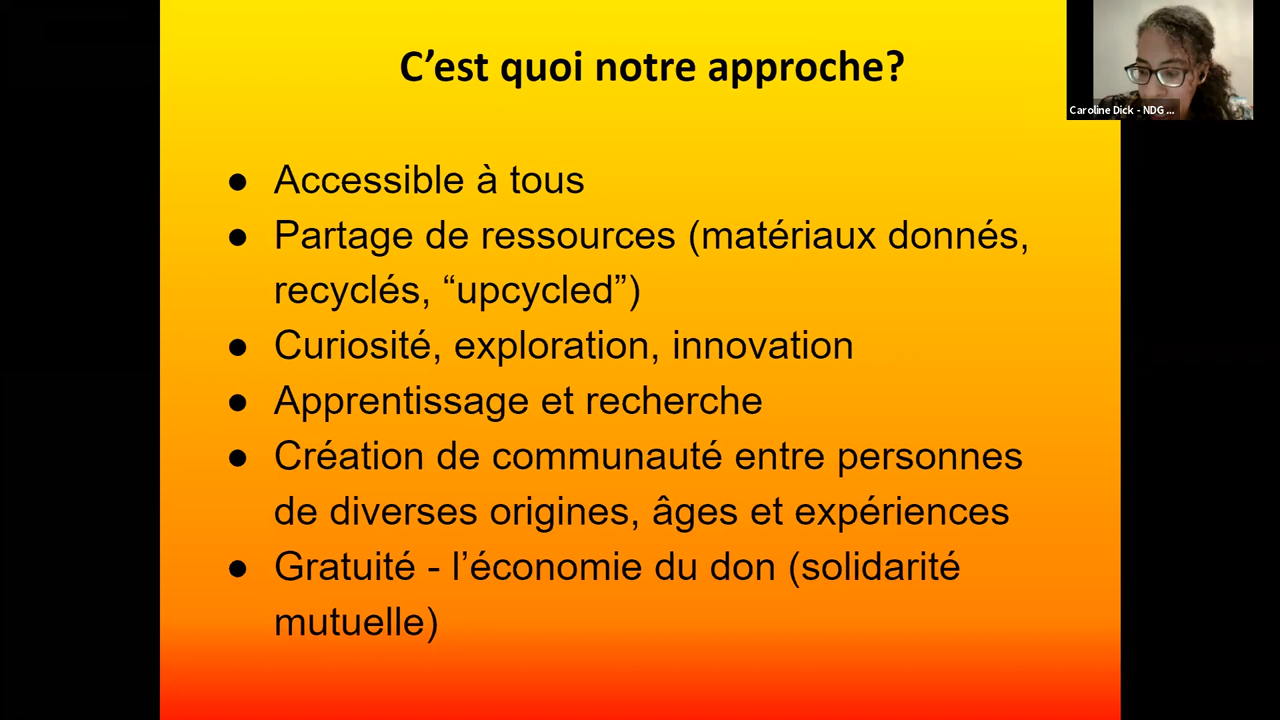 C’est quoi notre approche?
Caroline Dick - NDG ...
● Accessible à tous
● Partage de ressources (matériaux donnés,
recyclés, “upcycled”)
● Curiosité, exploration, innovation
● Apprentissage et recherche
● Création de communauté entre personnes
de diverses origines, âges et expériences
● Gratuité - l’économie du don (solidarité
mutuelle)